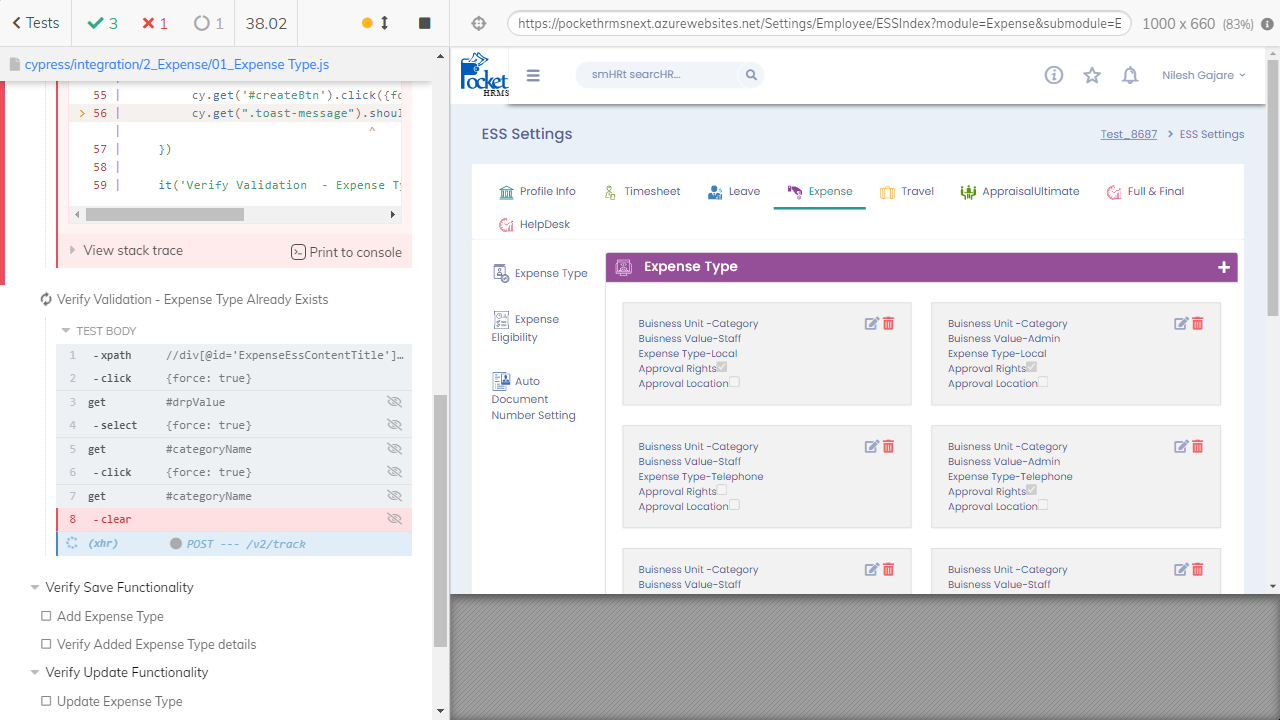 Tests
3
1
1
38.02
https://pockethrmsnext.azurewebsites.net/Settings/Employee/ESSIndex?module=Expense&submodule=E
1000 x 660 (83%)
cypress/integration/2_Expense/01_Expense Type.js
55 | cy.get('#createBtn').click({fo
> 56 | cy.get(".toast-message").shou
| ^
57 | })
58 |
59 | it('Verify Validation - Expense Ty
View stack trace
Print to console
Verify Validation - Expense Type Already Exists
TEST BODY
1 -xpath //div[@id='ExpenseEssContentTitle']…
2 -click {force: true}
3 get #drpValue
4 -select {force: true}
5 get #categoryName
6 -click {force: true}
7 get #categoryName
8 -clear
(xhr) POST --- /v2/track
Verify Save Functionality
Add Expense Type
Verify Added Expense Type details
Verify Update Functionality
Update Expense Type
Pocket
HRMS
smHRt searcHR...
Nilesh Gajare
ESS Settings
Test_8687 > ESS Settings
Profile Info
Timesheet
Leave
Expense
Travel
AppraisalUltimate
Full & Final
HelpDesk
Expense Type
Expense
Eligibility
Auto
Document
Number Setting
Expense Type
Buisness Unit -Category
Buisness Value-Staff
Expense Type-Local
Approval Rights
Approval Location
Buisness Unit -Category
Buisness Value-Admin
Expense Type-Local
Approval Rights
Approval Location
Buisness Unit -Category
Buisness Value-Staff
Expense Type-Telephone
Approval Rights
Approval Location
Buisness Unit -Category
Buisness Value-Admin
Expense Type-Telephone
Approval Rights
Approval Location
Buisness Unit -Category
Buisness Value-Staff
Buisness Unit -Category
Buisness Value-Staff